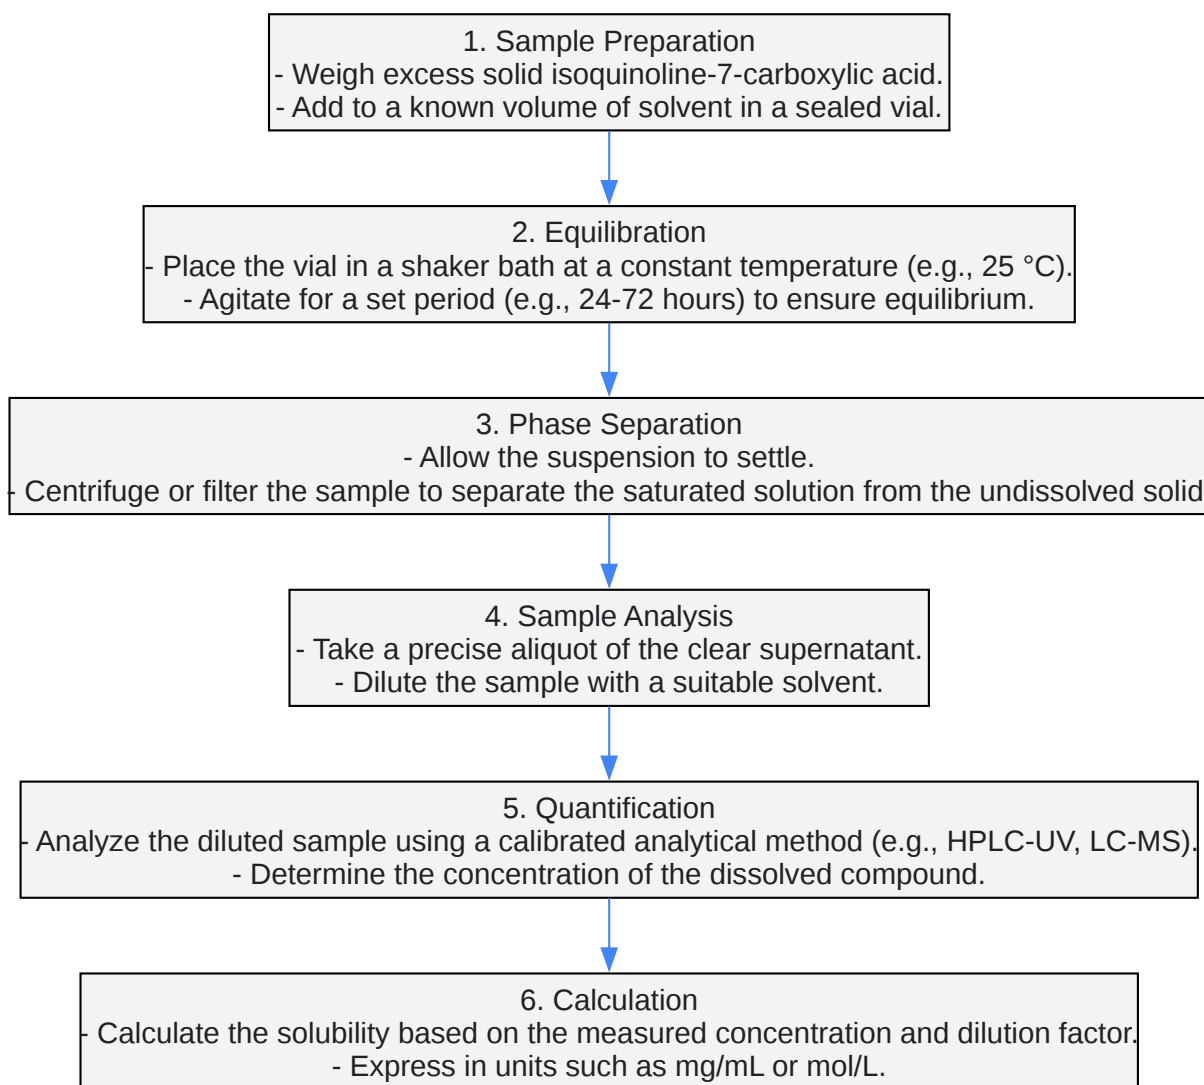 1. Sample Preparation
- Weigh excess solid isoquinoline-7-carboxylic acid.
- Add to a known volume of solvent in a sealed vial.
2. Equilibration
- Place the vial in a shaker bath at a constant temperature (e.g., 25 °C).
- Agitate for a set period (e.g., 24-72 hours) to ensure equilibrium.
3. Phase Separation
- Allow the suspension to settle.
- Centrifuge or filter the sample to separate the saturated solution from the undissolved solid
4. Sample Analysis
- Take a precise aliquot of the clear supernatant.
- Dilute the sample with a suitable solvent.
5. Quantification
- Analyze the diluted sample using a calibrated analytical method (e.g., HPLC-UV, LC-MS).
- Determine the concentration of the dissolved compound.
6. Calculation
- Calculate the solubility based on the measured concentration and dilution factor.
- Express in units such as mg/mL or mol/L.